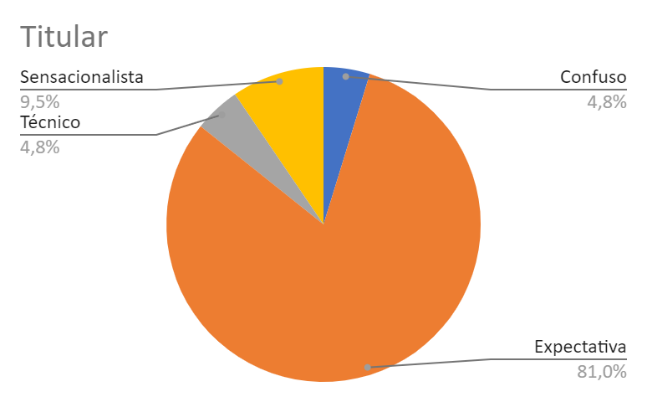 Titular
Sensacionalista
9,5%
Técnico
4,8%
Confuso
4,8%
Expectativa
81,0%